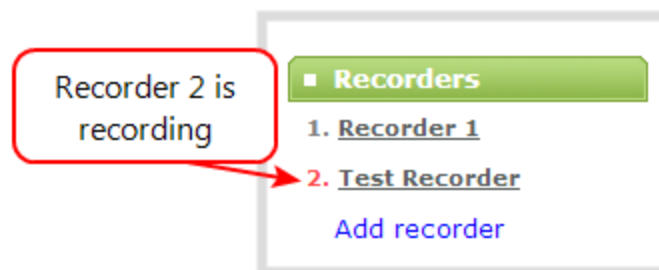 Recorder 2 is
recording
Recorders
1. Recorder 1
2. Test Recorder
Add recorder